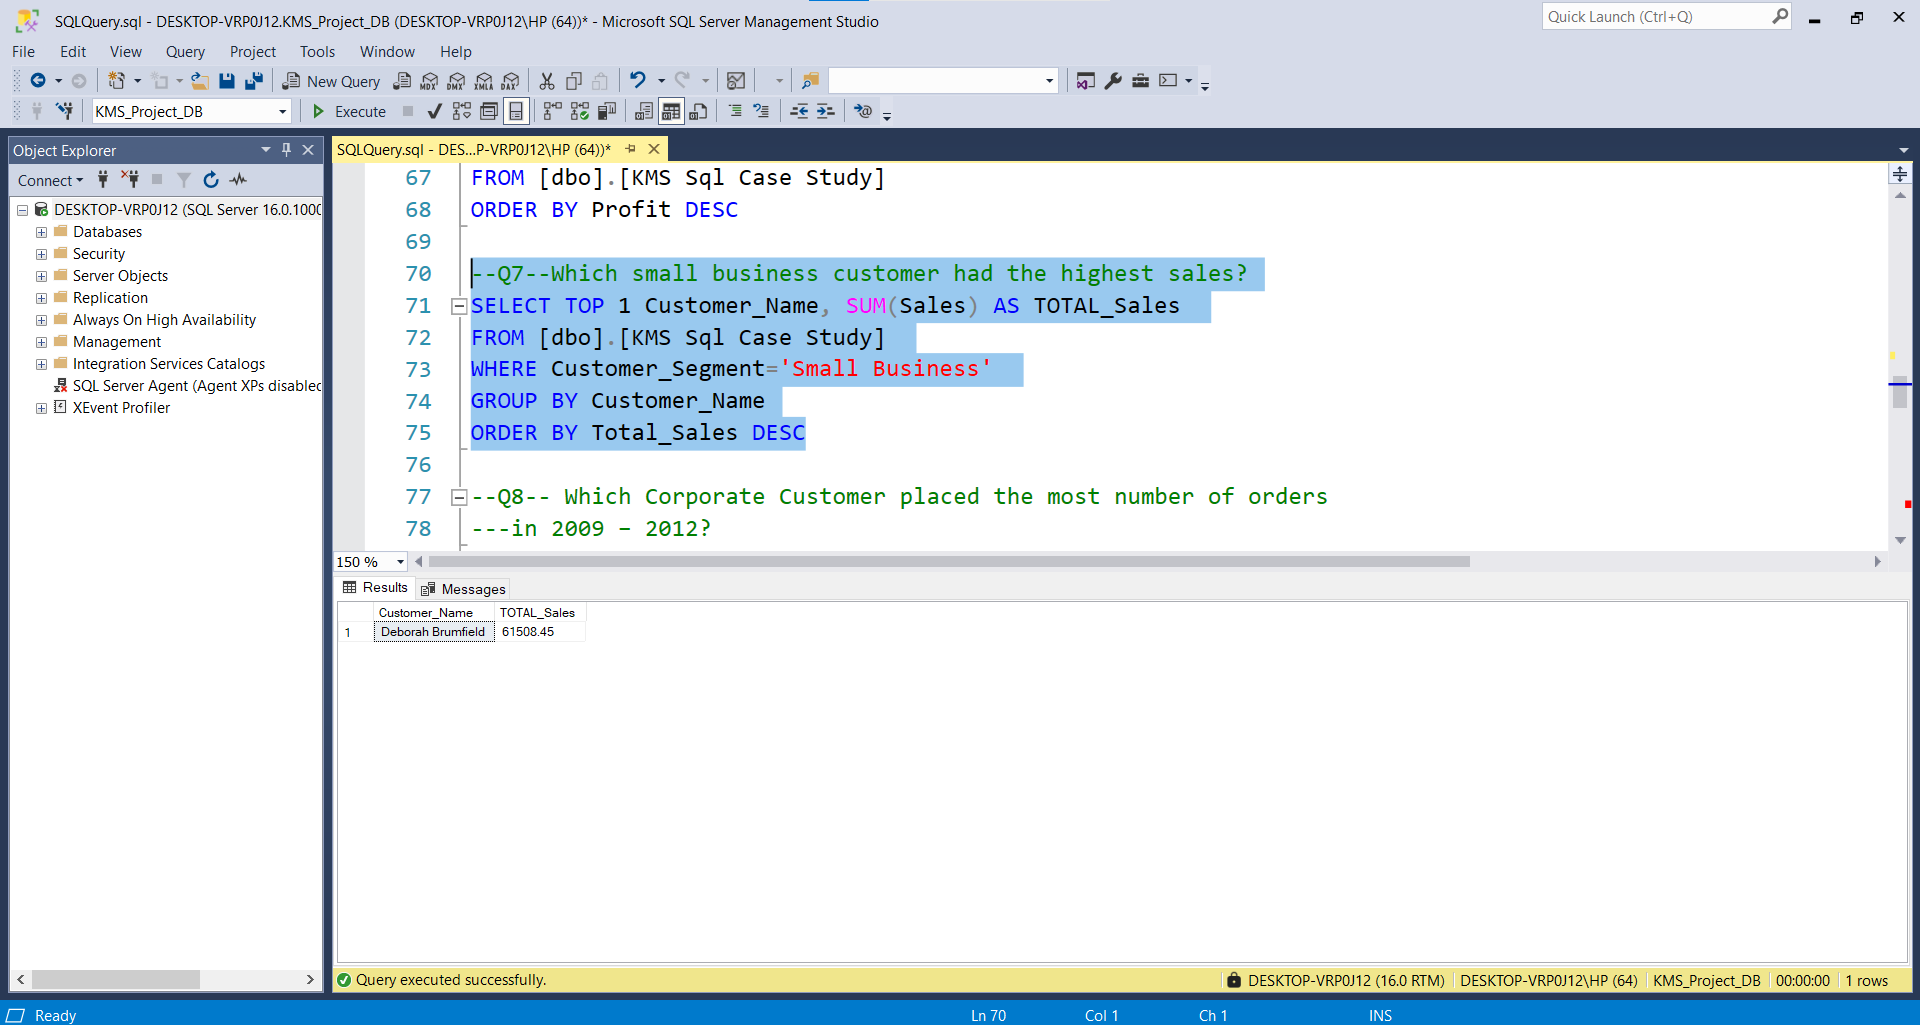 SQLQuery.sql - DESKTOP-VRP0J12.KMS_Project_DB (DESKTOP-VRP0J12\HP (64))* - Microsoft SQL Server Management Studio
Quick Launch (Ctrl+Q)
File Edit View Query Project Tools Window Help
New Query
MDX DMX XMLA DAX
KMS_Project_DB
Execute
Object Explorer
Connect
DESKTOP-VRP0J12 (SQL Server 16.0.1000
Databases
Security
Server Objects
Replication
Always On High Availability
Management
Integration Services Catalogs
SQL Server Agent (Agent XPs disabled
XEvent Profiler
SQLQuery.sql - DES...P-VRP0J12\HP (64))*
67 FROM [dbo].[KMS Sql Case Study]
68 ORDER BY Profit DESC
69
70 --Q7--Which small business customer had the highest sales?
71 SELECT TOP 1 Customer_Name, SUM(Sales) AS TOTAL_Sales
72 FROM [dbo].[KMS Sql Case Study]
73 WHERE Customer_Segment='Small Business'
74 GROUP BY Customer_Name
75 ORDER BY Total_Sales DESC
76
77 --Q8-- Which Corporate Customer placed the most number of orders
78 ---in 2009 – 2012?
150 %
Results Messages
Customer_Name TOTAL_Sales
1 Deborah Brumfield 61508.45
Query executed successfully.
DESKTOP-VRP0J12 (16.0 RTM) DESKTOP-VRP0J12\HP (64) KMS_Project_DB 00:00:00 1 rows
Ready Ln 70 Col 1 Ch 1 INS